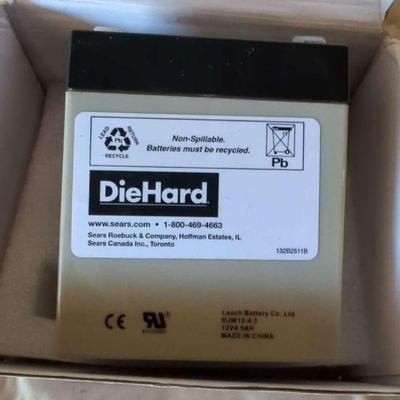 LEAD
RETURN
Pb
RECYCLE
Non-Spillable.
Batteries must be recycled.
Pb
DieHard
www.sears.com • 1-800-469-4663
Sears Roebuck & Company, Hoffman Estates, IL
Sears Canada Inc., Toronto
132B2511B
CE
Leoch Battery Co.,Ltd
DJW12-4.5
12V4.5AH
MADE IN CHINA